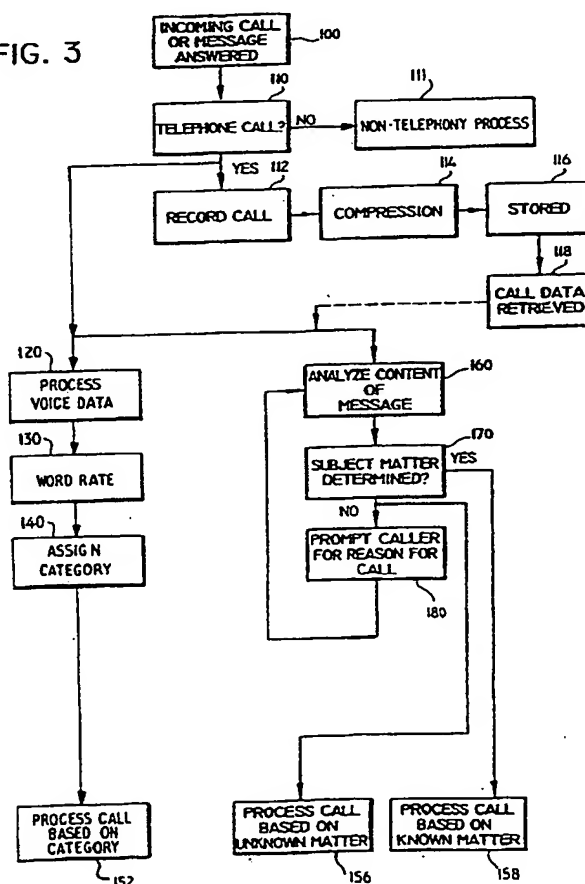 FIG. 3
INCOMING CALL
OR MESSAGE
ANSWERED
100
110
TELEPHONE CALL?
NO
111
NON-TELEPHONY PROCESS
YES
112
RECORD CALL
114
COMPRESSION
116
STORED
118
CALL DATA
RETRIEVED
120
PROCESS
VOICE DATA
130
WORD RATE
140
ASSIGN
CATEGORY
ANALYZE CONTENT
OF
MESSAGE
160
170
SUBJECT MATTER
DETERMINED?
YES
NO
PROMPT CALLER
FOR REASON FOR
CALL
180
PROCESS CALL
BASED ON
CATEGORY
152
PROCESS CALL
BASED ON
UNKNOWN MATTER
156
PROCESS CALL
BASED ON
KNOWN MATTER
158